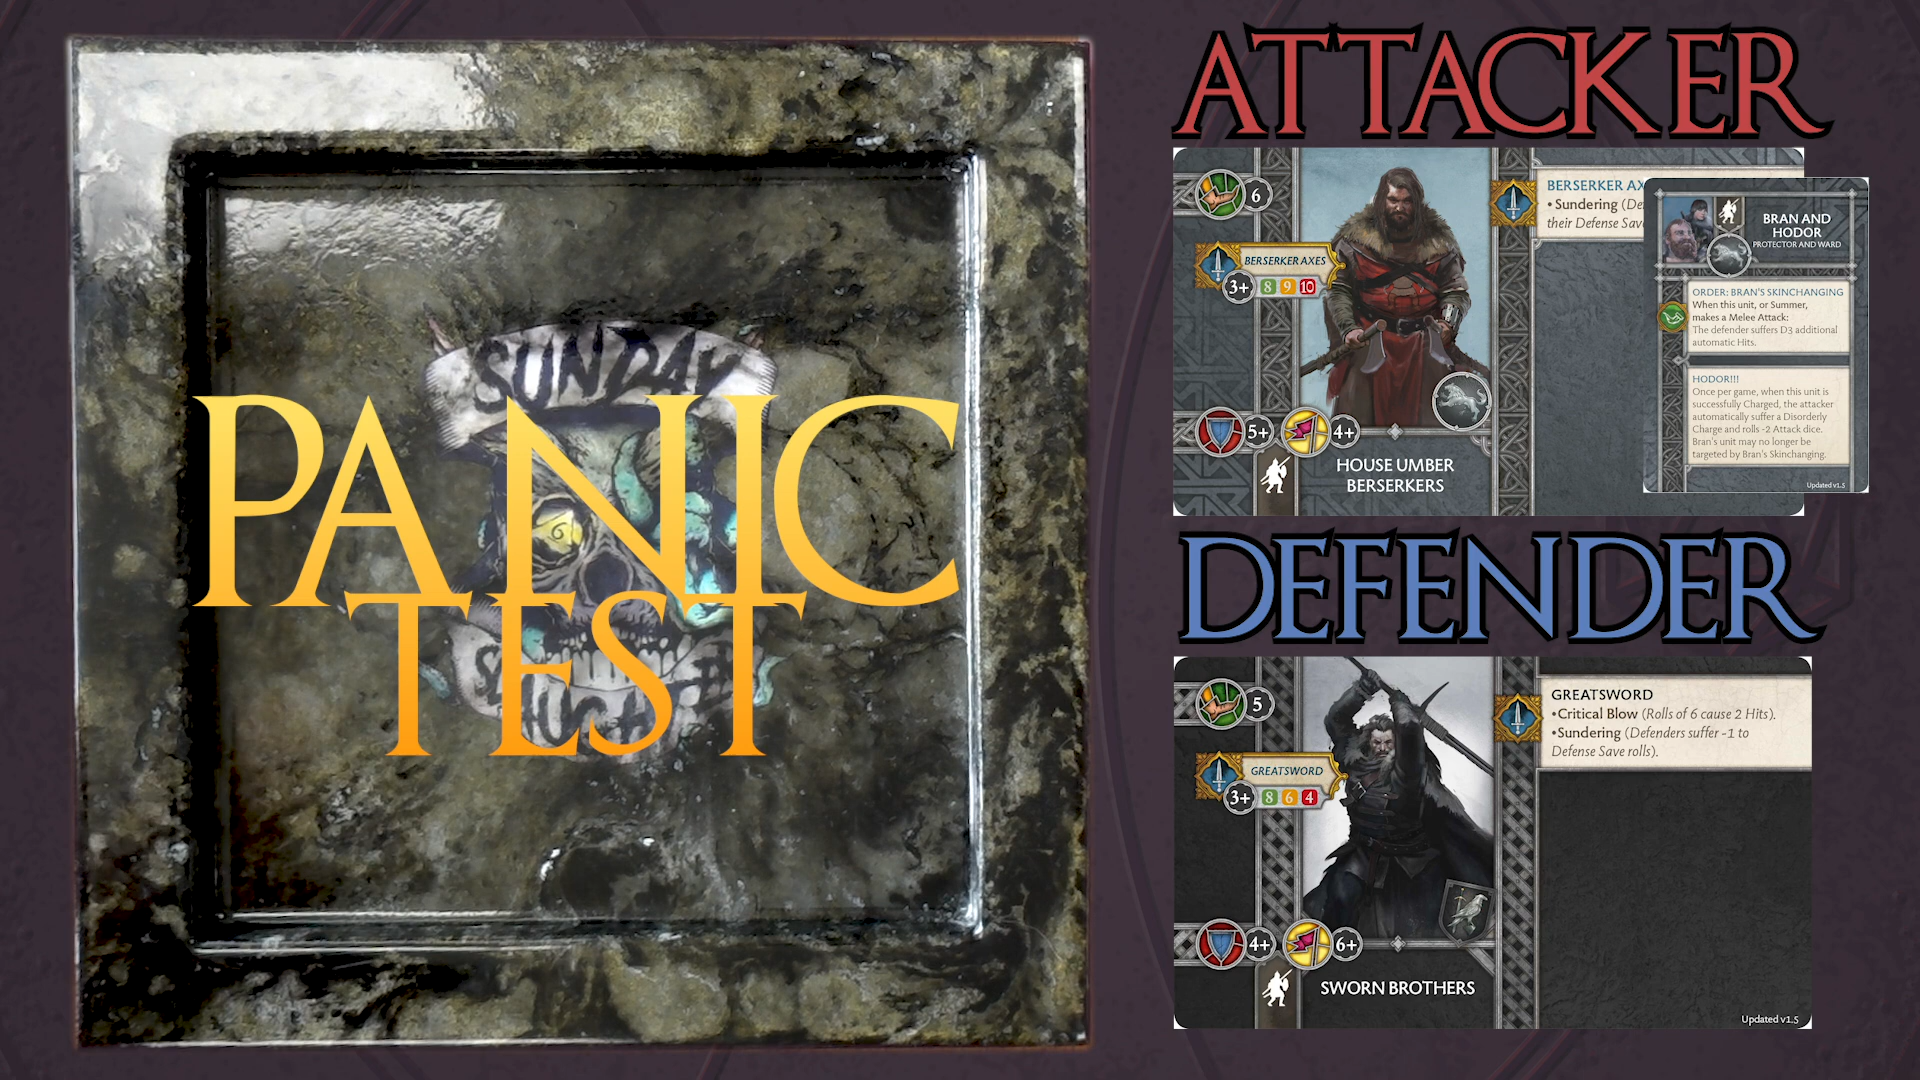 SUNDAY
PANIC
TEST
ATTACKER
6
BERSERKER AXES
3+
8 9 10
5+
4+
HOUSE UMBER
BERSERKERS
BERSERKER AX
• Sundering (De
their Defense Sav
BRAN AND
HODOR
PROTECTOR AND WARD
ORDER: BRAN'S SKINCHANGING
When this unit, or Summer,
makes a Melee Attack:
The defender suffers D3 additional
automatic Hits.
HODOR!!!
Once per game, when this unit is
successfully Charged, the attacker
automatically suffer a Disorderly
Charge and rolls -2 Attack dice.
Bran's unit may no longer be
targeted by Bran's Skinchanging.
Updated v1.5
DEFENDER
5
GREATSWORD
3+
8 6 4
4+
6+
SWORN BROTHERS
GREATSWORD
•Critical Blow (Rolls of 6 cause 2 Hits).
•Sundering (Defenders suffer -1 to
Defense Save rolls).
Updated v1.5